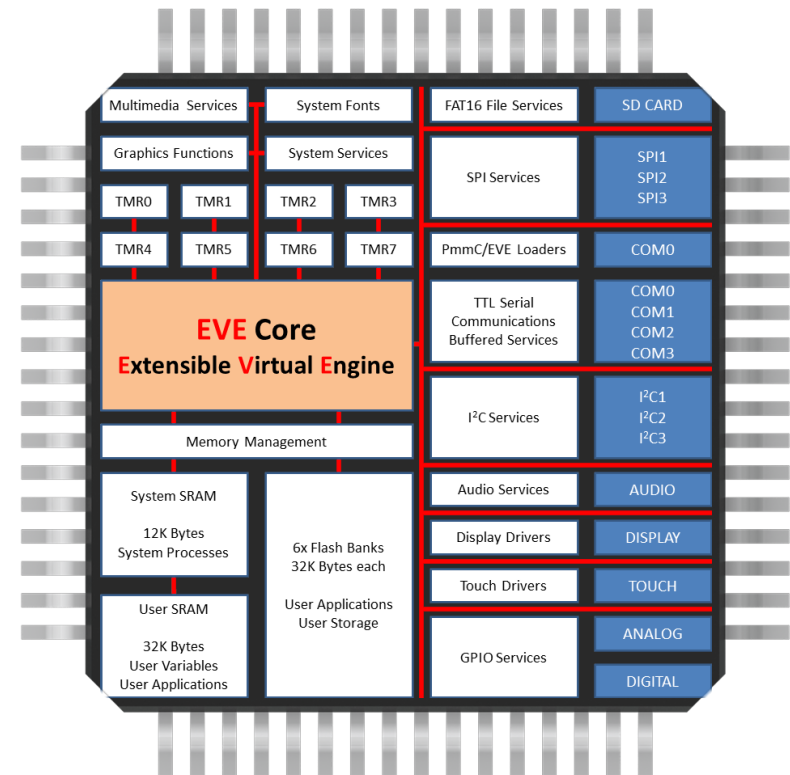 Multimedia Services
System Fonts
FAT16 File Services
SD CARD
Graphics Functions
System Services
SPI Services
SPI1
SPI2
SPI3
TMR0
TMR1
TMR2
TMR3
TMR4
TMR5
TMR6
TMR7
PmmC/EVE Loaders
COM0
EVE Core
Extensible Virtual Engine
TTL Serial
Communications
Buffered Services
COM0
COM1
COM2
COM3
I²C Services
I²C1
I²C2
I²C3
Memory Management
System SRAM
12K Bytes
System Processes
6x Flash Banks
32K Bytes each
User Applications
User Storage
Audio Services
AUDIO
Display Drivers
DISPLAY
Touch Drivers
TOUCH
User SRAM
32K Bytes
User Variables
User Applications
GPIO Services
ANALOG
DIGITAL